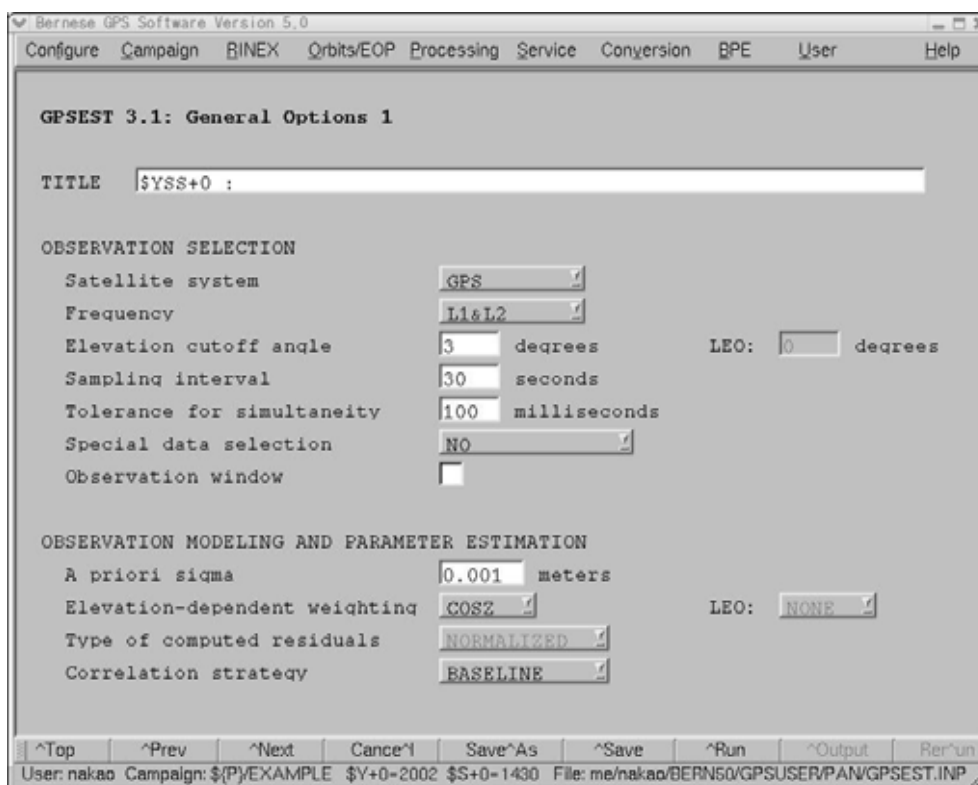 Bernese GPS Software Version 5.0
Configure Campaign RINEX Orbits/EOP Processing Service Conversion BPE User Help
GPSEST 3.1: General Options 1
TITLE $YSS+0 :
OBSERVATION SELECTION
Satellite system GPS
Frequency L1&L2
Elevation cutoff angle 3 degrees LEO: 0 degrees
Sampling interval 30 seconds
Tolerance for simultaneity 100 milliseconds
Special data selection NO
Observation window
OBSERVATION MODELING AND PARAMETER ESTIMATION
A priori sigma 0.001 meters
Elevation-dependent weighting COSZ LEO: NONE
Type of computed residuals NORMALIZED
Correlation strategy BASELINE
^Top ^Prev ^Next Cance^l Save^As ^Save ^Run ^Output Rer^un
User: nakao Campaign: ${P}/EXAMPLE $Y+0=2002 $S+0=1430 File: me/nakao/BERN50/GPSUSER/PAN/GPSEST.INP